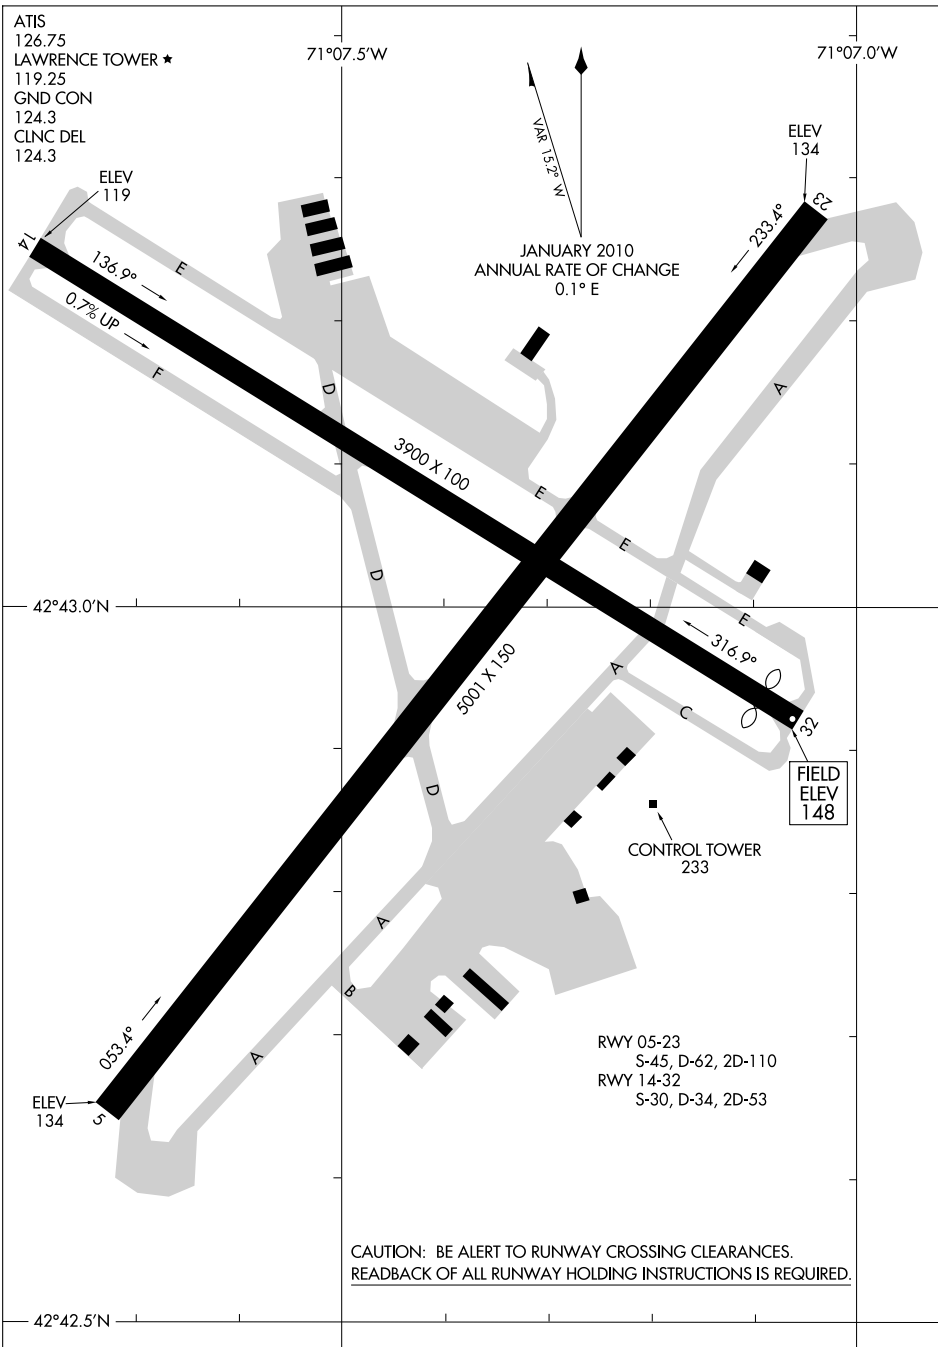 ATIS
126.75
LAWRENCE TOWER ★
119.25
GND CON
124.3
CLNC DEL
124.3
71°07.5'W
71°07.0'W
VAR 15.2° W
JANUARY 2010
ANNUAL RATE OF CHANGE
0.1° E
ELEV
134
23
233.4°
ELEV
119
14
136.9°
0.7% UP
E
F
D
A
3900 X 100
E
E
D
42°43.0'N
E
316.9°
A
C
5001 X 150
32
FIELD
ELEV
148
D
CONTROL TOWER
233
A
B
053.4°
A
RWY 05-23
S-45, D-62, 2D-110
RWY 14-32
S-30, D-34, 2D-53
ELEV
134
5
CAUTION: BE ALERT TO RUNWAY CROSSING CLEARANCES.
READBACK OF ALL RUNWAY HOLDING INSTRUCTIONS IS REQUIRED.
42°42.5'N